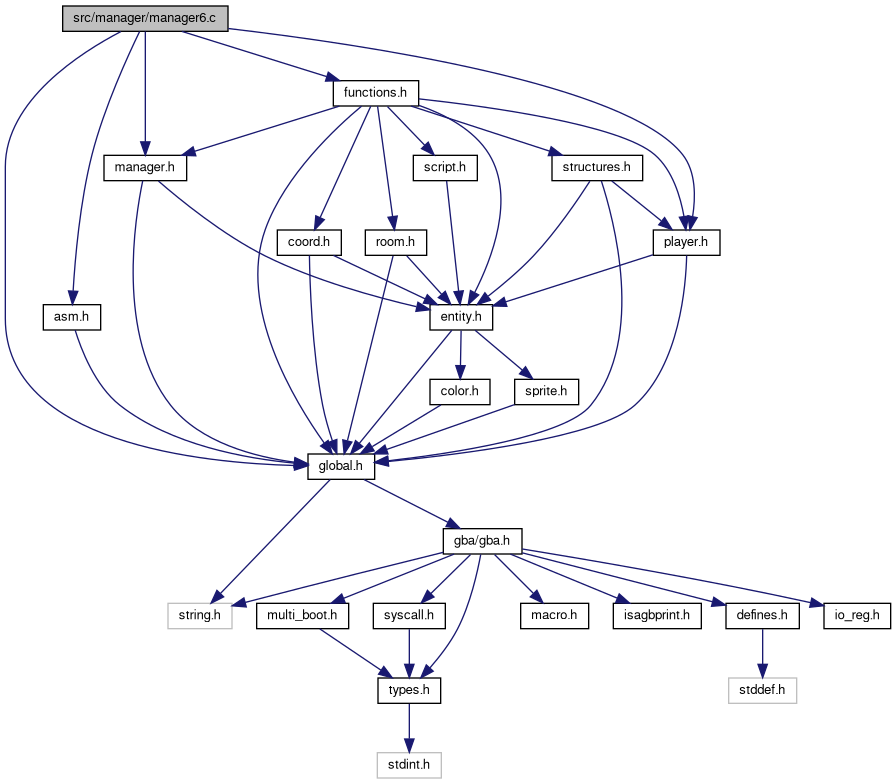 src/manager/manager6.c
functions.h
manager.h
script.h
structures.h
coord.h
room.h
player.h
asm.h
entity.h
color.h
sprite.h
global.h
gba/gba.h
string.h
multi_boot.h
syscall.h
macro.h
isagbprint.h
defines.h
io_reg.h
types.h
stddef.h
stdint.h